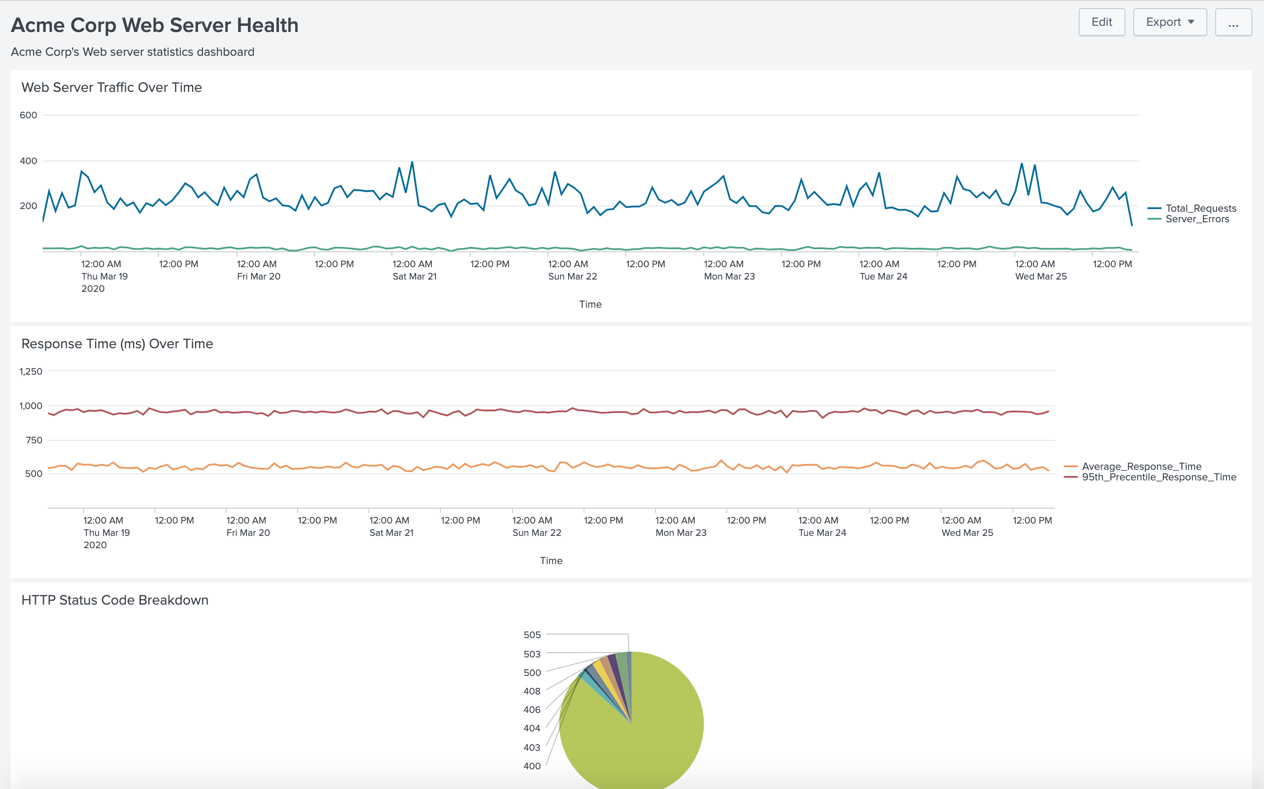 Acme Corp Web Server Health
Edit
Export
...
Acme Corp's Web server statistics dashboard
Web Server Traffic Over Time
600
400
200
Total_Requests
Server_Errors
12:00 AM 12:00 PM 12:00 AM 12:00 PM 12:00 AM 12:00 PM 12:00 AM 12:00 PM 12:00 AM 12:00 PM 12:00 AM 12:00 PM 12:00 AM 12:00 PM
Thu Mar 19 Fri Mar 20 Sat Mar 21 Sun Mar 22 Mon Mar 23 Tue Mar 24 Wed Mar 25
2020
Time
Response Time (ms) Over Time
1,250
1,000
750
500
Average_Response_Time
95th_Precentile_Response_Time
12:00 AM 12:00 PM 12:00 AM 12:00 PM 12:00 AM 12:00 PM 12:00 AM 12:00 PM 12:00 AM 12:00 PM 12:00 AM 12:00 PM 12:00 AM 12:00 PM
Thu Mar 19 Fri Mar 20 Sat Mar 21 Sun Mar 22 Mon Mar 23 Tue Mar 24 Wed Mar 25
2020
Time
HTTP Status Code Breakdown
505
503
500
408
406
404
403
400